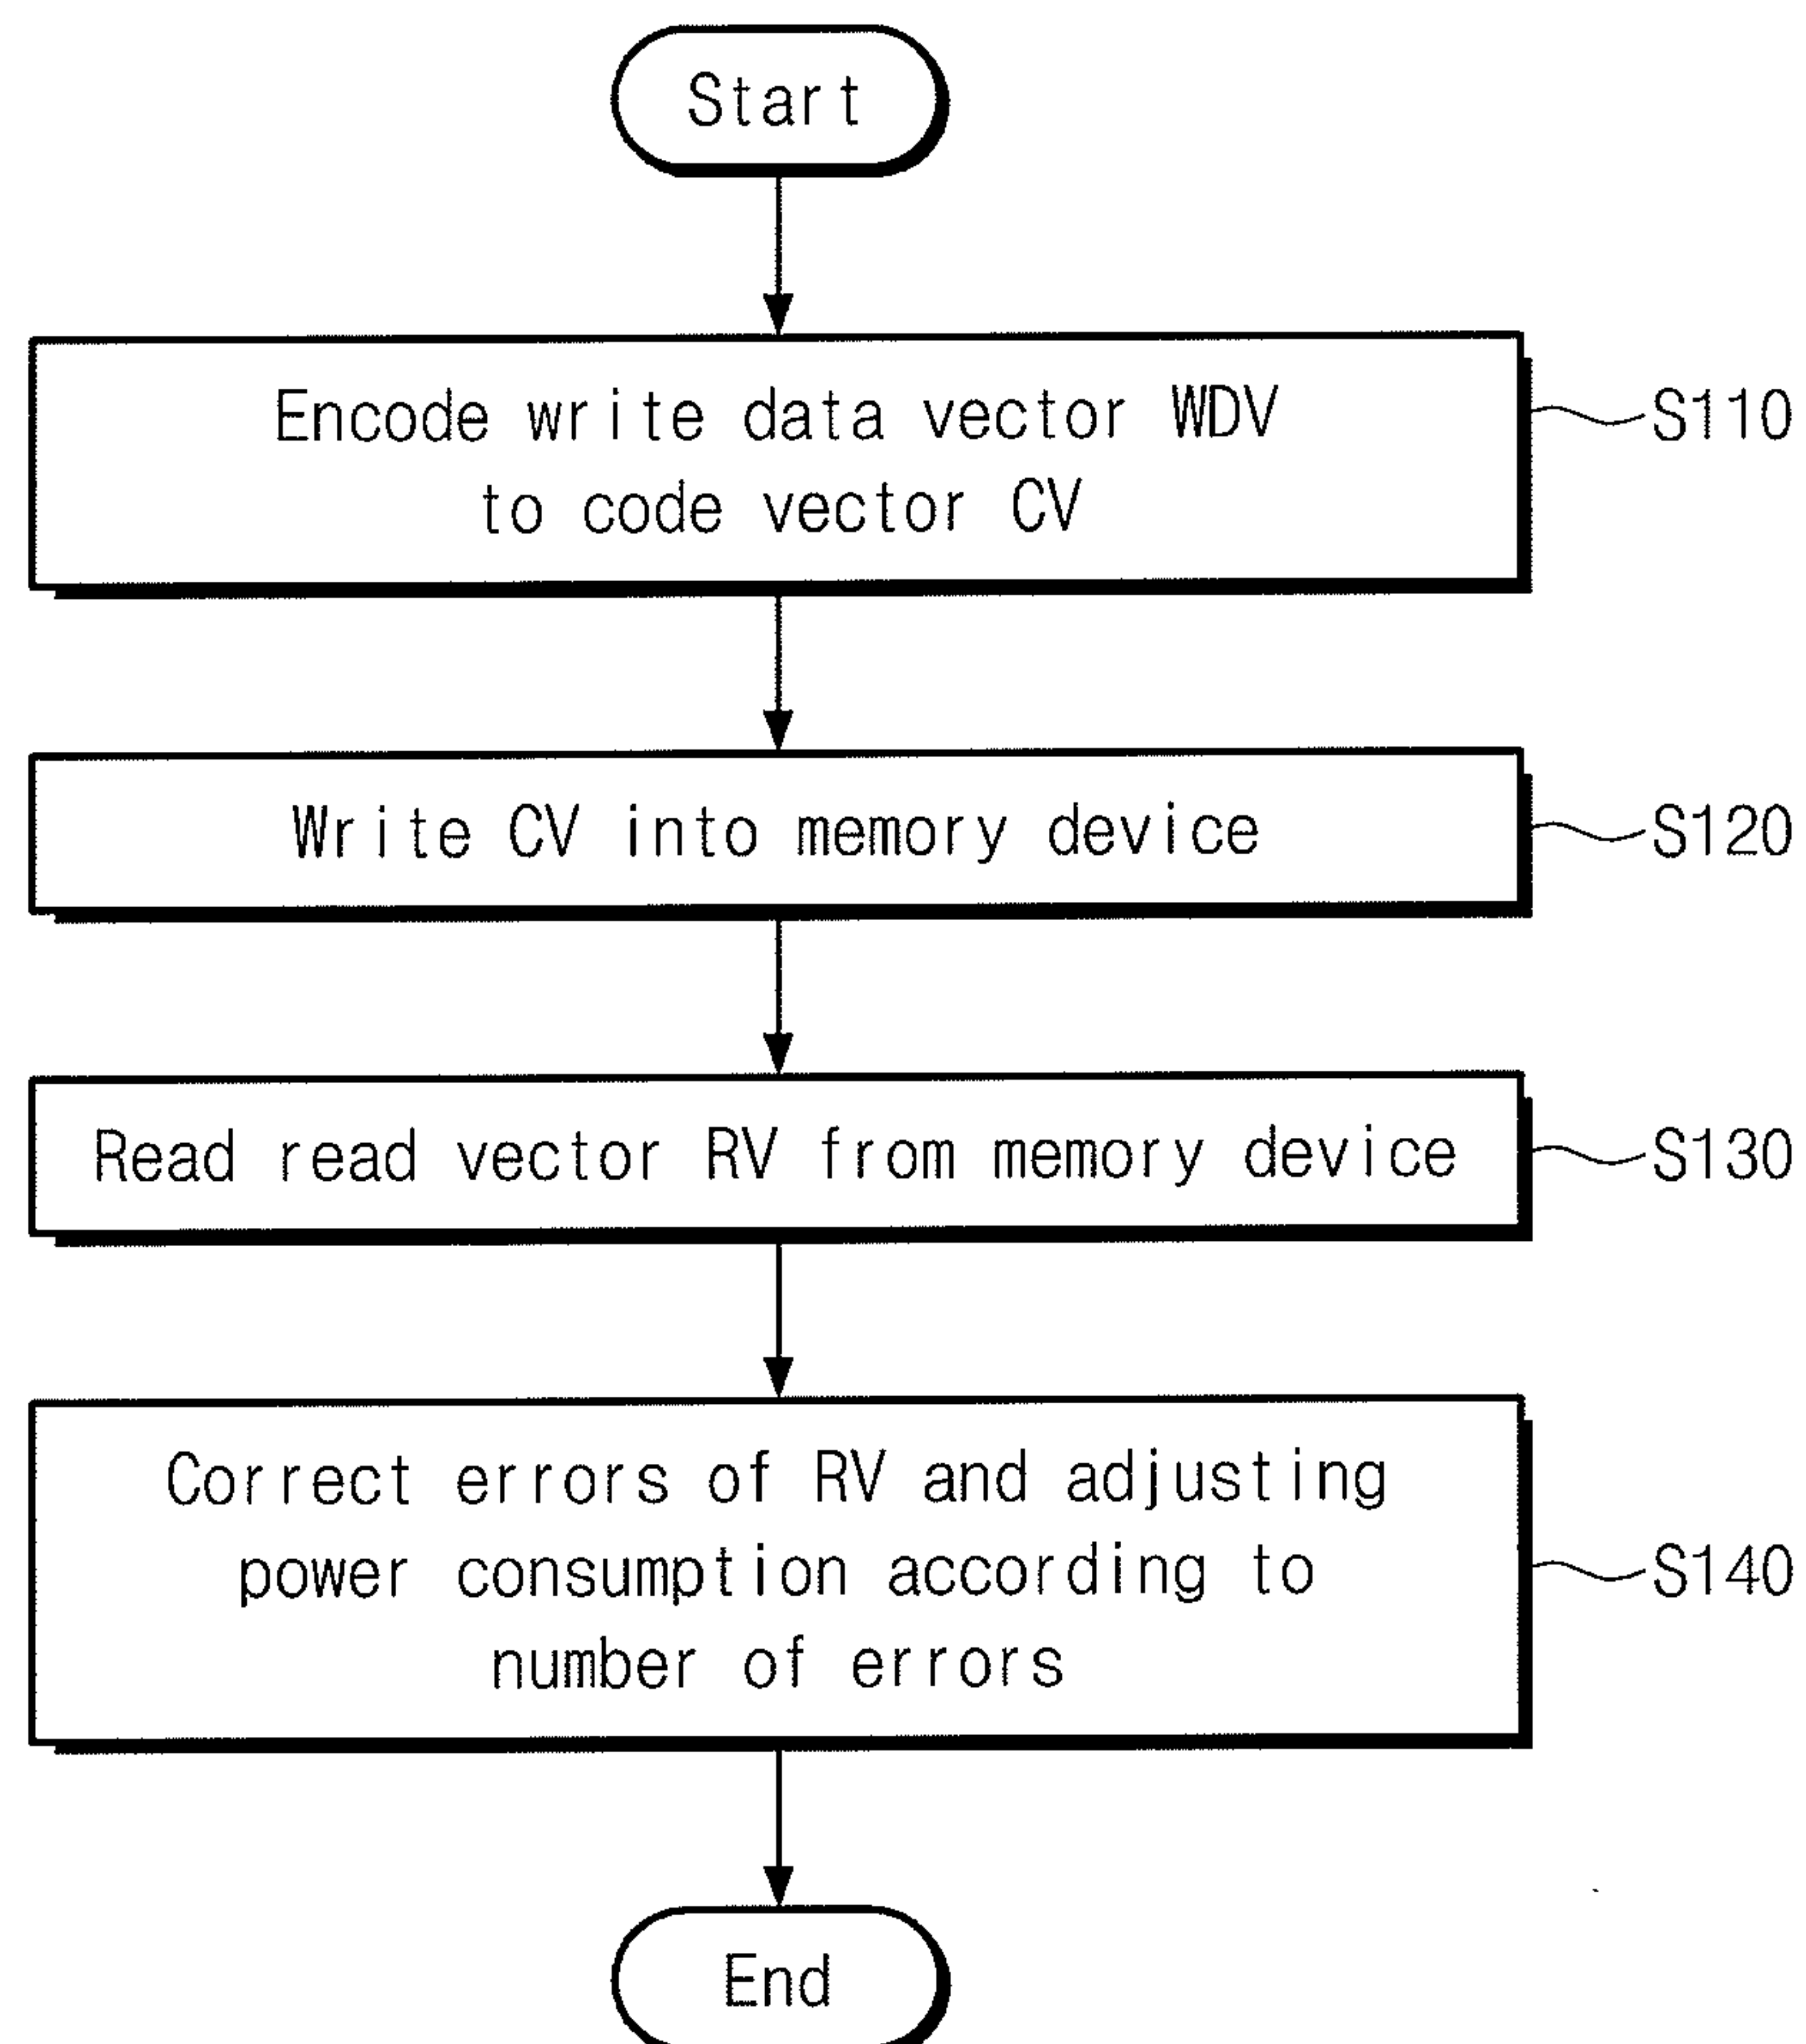 Start
Encode write data vector WDV
to code vector CV
S110
Write CV into memory device
S120
Read read vector RV from memory device
S130
Correct errors of RV and adjusting
power consumption according to
number of errors
S140
End